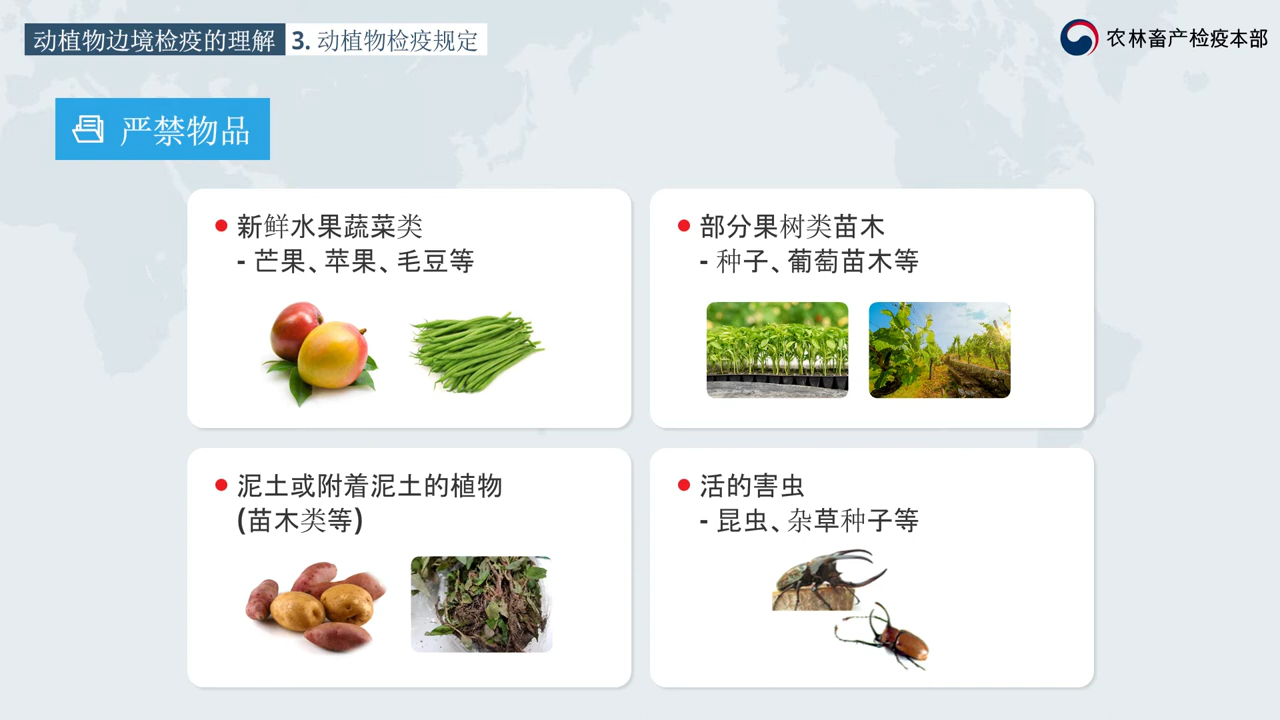 动植物边境检疫的理解 3. 动植物检疫规定
农林畜产检疫本部
严禁物品
新鲜水果蔬菜类
- 芒果、苹果、毛豆等
部分果树类苗木
- 种子、葡萄苗木等
泥土或附着泥土的植物
(苗木类等)
活的害虫
- 昆虫、杂草种子等